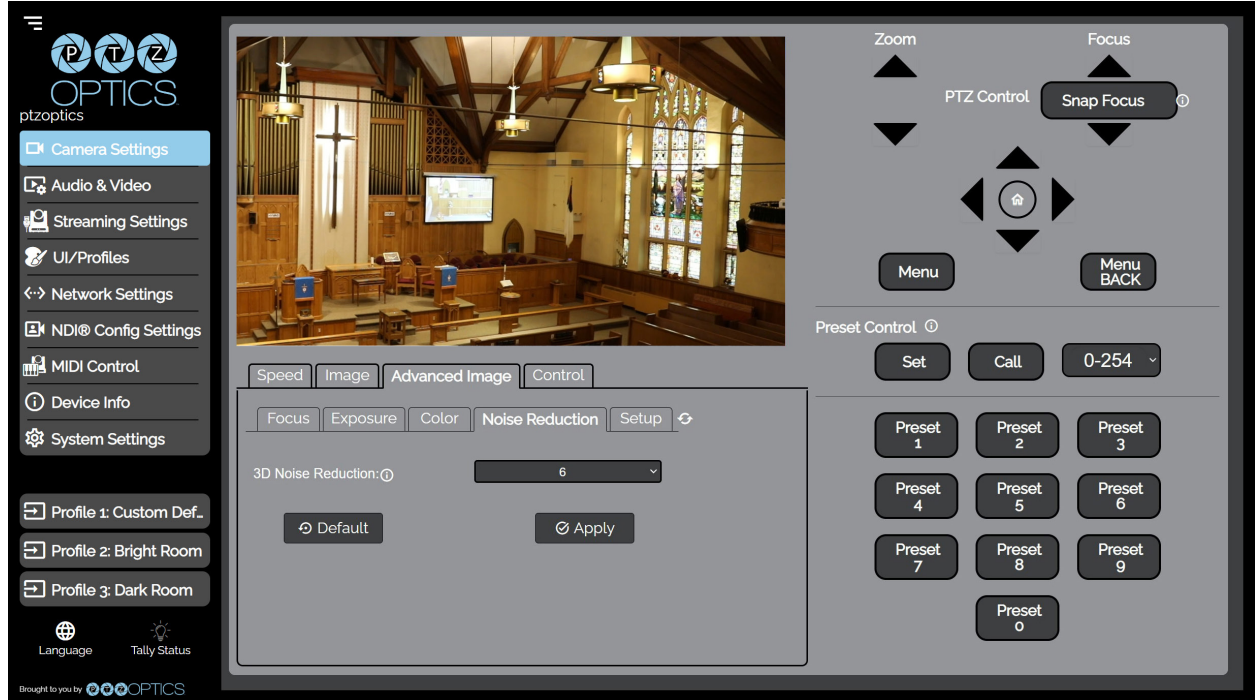 PTZ
OPTICS
ptzoptics
Camera Settings
Audio & Video
Streaming Settings
UI/Profiles
Network Settings
NDI® Config Settings
MIDI Control
Device Info
System Settings
Profile 1: Custom Def...
Profile 2: Bright Room
Profile 3: Dark Room
Language
Tally Status
Brought to you by PTZOPTICS
Speed
Image
Advanced Image
Control
Focus
Exposure
Color
Noise Reduction
Setup
3D Noise Reduction:
6
Default
Apply
Zoom
Focus
PTZ Control
Snap Focus
Menu
Menu
BACK
Preset Control
Set
Call
0-254
Preset
1
Preset
2
Preset
3
Preset
4
Preset
5
Preset
6
Preset
7
Preset
8
Preset
9
Preset
0